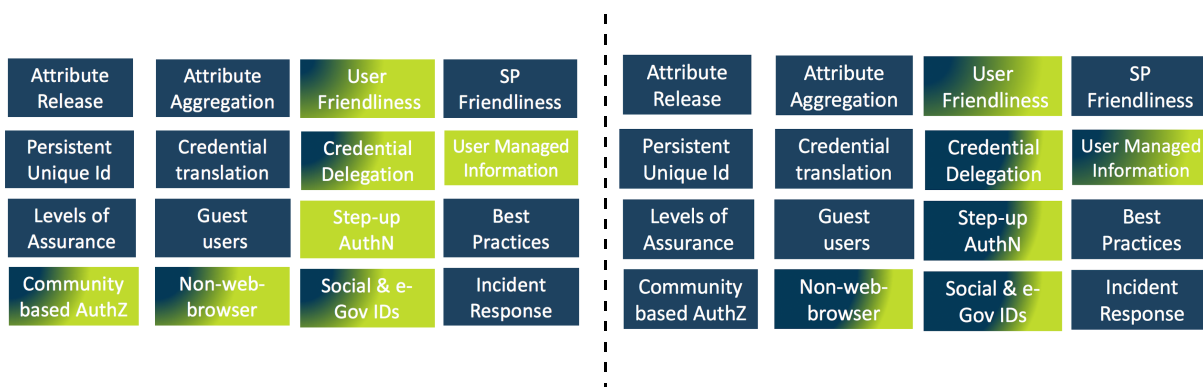 Attribute
Release
Attribute
Aggregation
User
Friendliness
SP
Friendliness
Persistent
Unique Id
Credential
translation
Credential
Delegation
User Managed
Information
Levels of
Assurance
Guest
users
Step-up
AuthN
Best
Practices
Community
based AuthZ
Non-web-
browser
Social & e-
Gov IDs
Incident
Response
Attribute
Release
Attribute
Aggregation
User
Friendliness
SP
Friendliness
Persistent
Unique Id
Credential
translation
Credential
Delegation
User Managed
Information
Levels of
Assurance
Guest
users
Step-up
AuthN
Best
Practices
Community
based AuthZ
Non-web-
browser
Social & e-
Gov IDs
Incident
Response